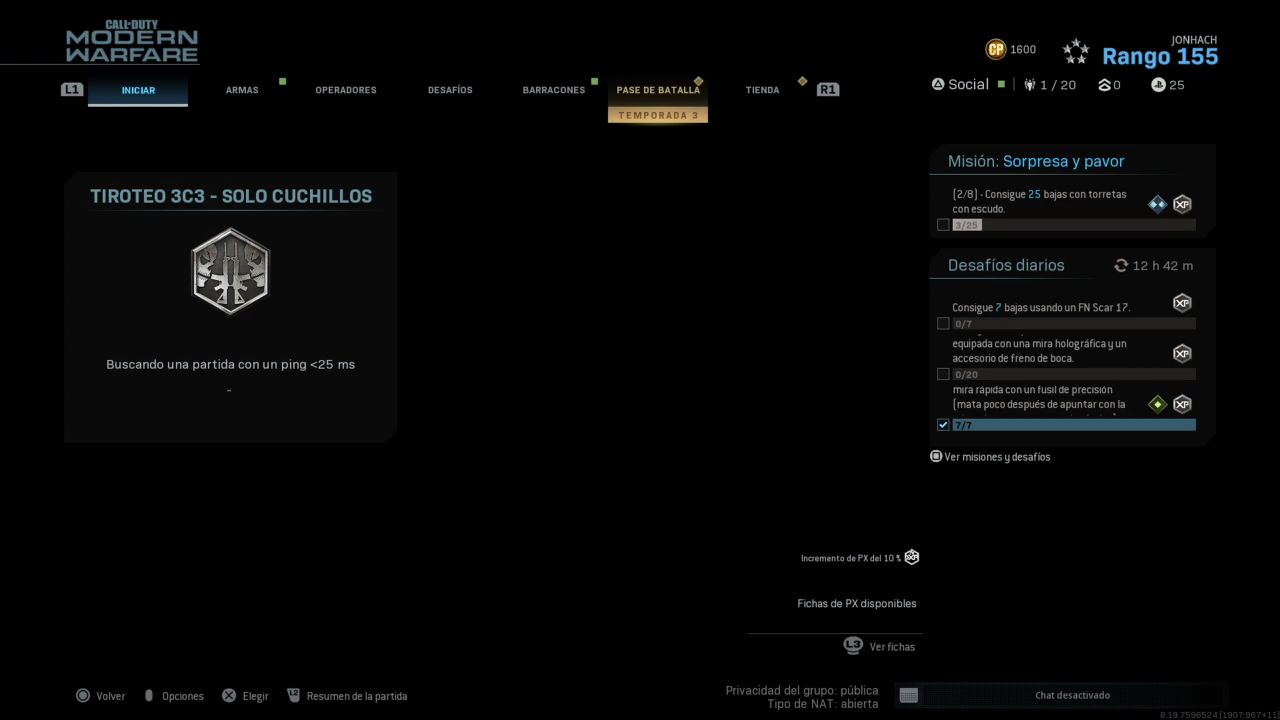 CALL OF DUTY
MODERN
WARFARE
CP 1600
JONHACH
Rango 155
L1
INICIAR
ARMAS
OPERADORES
DESAFÍOS
BARRACONES
PASE DE BATALLA
TIENDA
R1
TEMPORADA 3
Social
1 / 20
0
25
TIROTEO 3C3 - SOLO CUCHILLOS
Buscando una partida con un ping <25 ms
-
Misión: Sorpresa y pavor
(2/8) - Consigue 25 bajas con torretas
con escudo.
XP
3/25
Desafíos diarios
12 h 42 m
Consigue 7 bajas usando un FN Scar 17.
XP
0/7
equipada con una mira holográfica y un
accesorio de freno de boca.
XP
0/20
mira rápida con un fusil de precisión
(mata poco después de apuntar con la
XP
7/7
Ver misiones y desafíos
Incremento de PX del 10 %
Fichas de PX disponibles
L3
Ver fichas
Volver
Opciones
Elegir
L2
Resumen de la partida
Privacidad del grupo: pública
Tipo de NAT: abierta
Chat desactivado